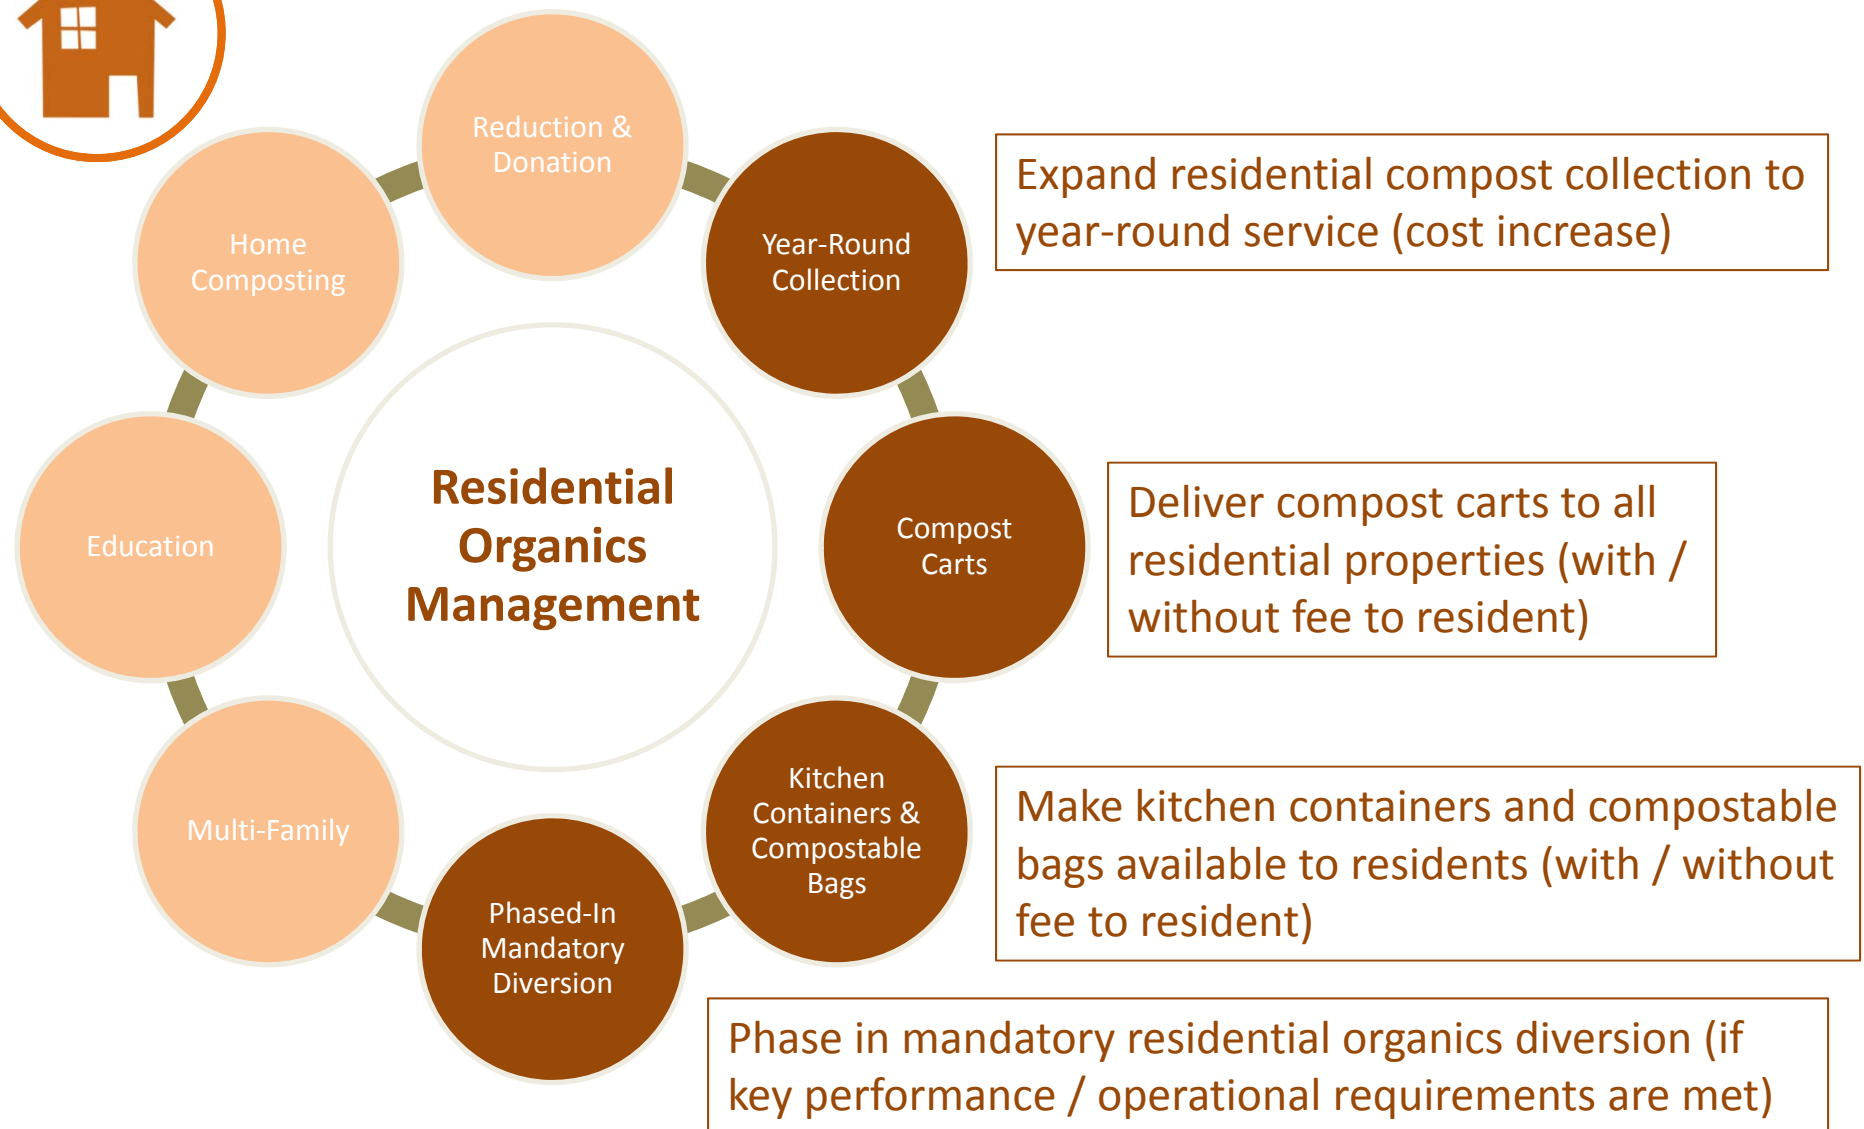 Reduction &
Donation
Year-Round
Collection
Expand residential compost collection to
year-round service (cost increase)
Compost
Carts
Deliver compost carts to all
residential properties (with /
without fee to resident)
Kitchen
Containers &
Compostable
Bags
Make kitchen containers and compostable
bags available to residents (with / without
fee to resident)
Phased-In
Mandatory
Diversion
Phase in mandatory residential organics diversion (if
key performance / operational requirements are met)
Multi-Family
Education
Home
Composting
Residential
Organics
Management